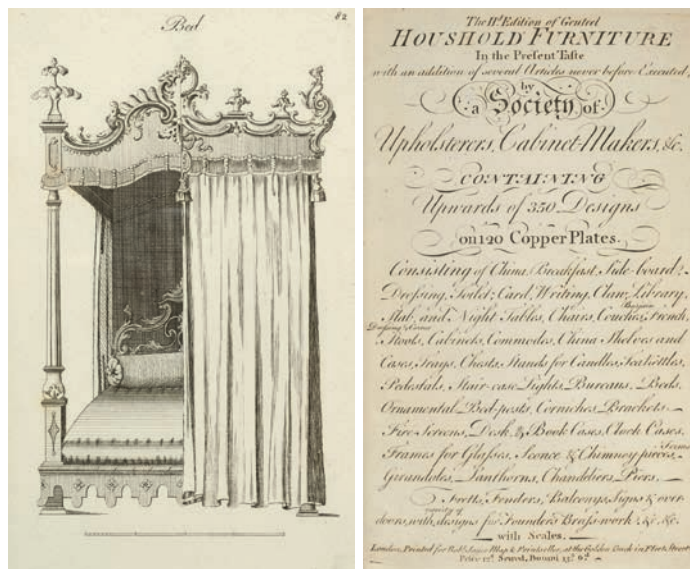 Bed
82
The IId. Edition of Genteel
HOUSHOLD FURNITURE
In the Present Taste
with an addition of several Articles never before Executed;
by
a Society of
Upholsterers, Cabinet-Makers, &c.
CONTAINING
Upwards of 350 Designs
on 120 Copper Plates.
Consisting of China, Breakfast, Side-board,
Dressing, Toilet, Card, Writing, Claw, Library,
Slab, and Night Tables, Chairs, Couches, French
Stools, Cabinets, Commodes, China Shelves and
Cases, Trays, Chests, Stands for Candles, Tea Kettles,
Pedestals, Stair-case Lights, Bureaus, Beds,
Ornamental Bed-posts, Corniches, Brackets,
Fire-Screens, Desk, & Book Cases, Clock Cases,
Frames for Glasses, Sconce & Chimney pieces,
Girandoles, Lanthorns, Chandeliers,
Fretts, Fenders, Balconys, Signs & over
variety of
doors, with designs for Founders Brass-work &c. &c.
with Scales.
London, Printed for Robt. Sayer Map & Printseller, at the Golden Buck in Fleet Street